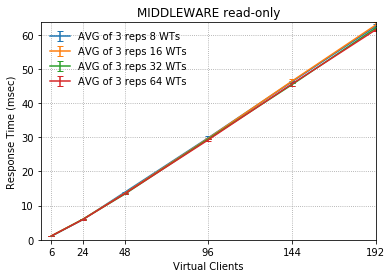 MIDDLEWARE read-only
AVG of 3 reps 8 WTs
AVG of 3 reps 16 WTs
AVG of 3 reps 32 WTs
AVG of 3 reps 64 WTs
Response Time (msec)
60
50
40
30
20
10
0
6 24 48 96 144 192
Virtual Clients